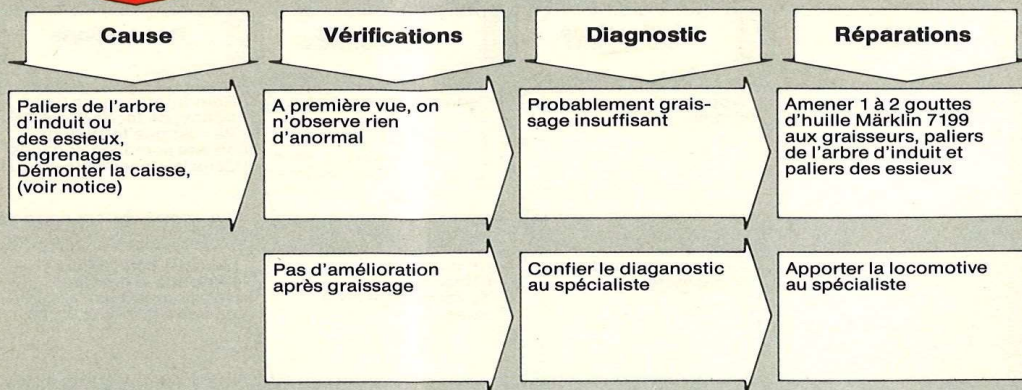 Cause
Vérifications
Diagnostic
Réparations
Paliers de l'arbre
d'induit ou
des essieux,
engrenages
Démonter la caisse,
(voir notice)
A première vue, on
n'observe rien
d'anormal
Probablement grais-
sage insuffisant
Amener 1 à 2 gouttes
d'huille Märklin 7199
aux graisseurs, paliers
de l'arbre d'induit et
paliers des essieux
Pas d'amélioration
après graissage
Confier le diaganostic
au spécialiste
Apporter la locomotive
au spécialiste